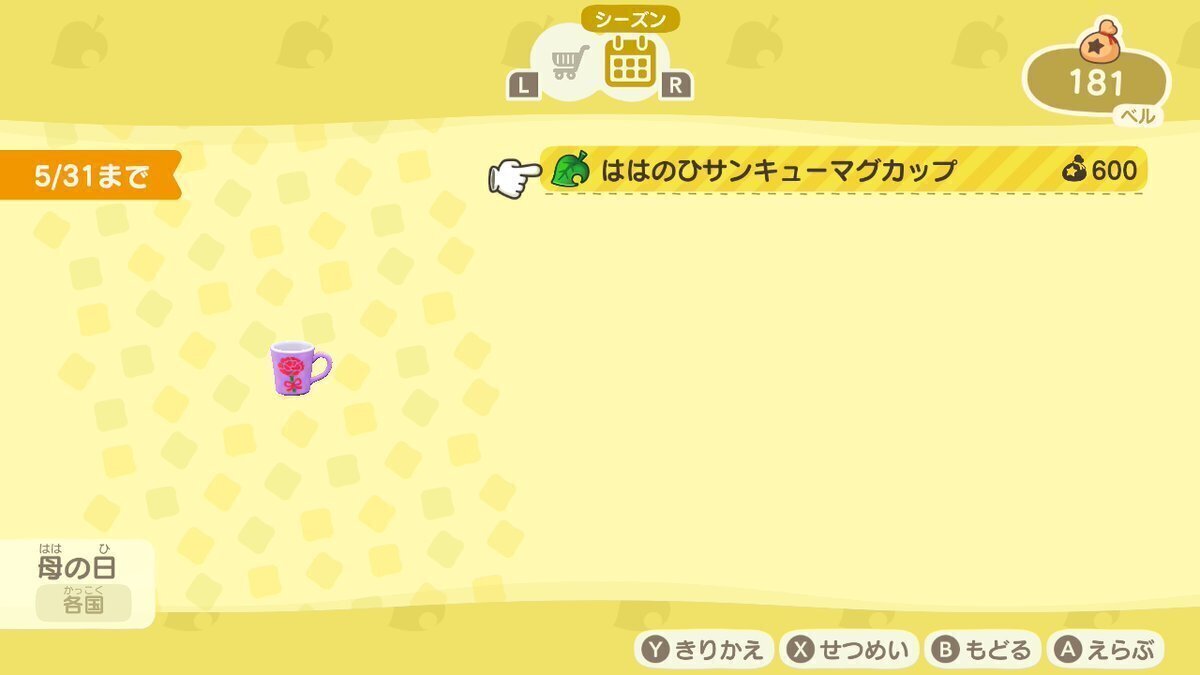 シーズン
L
R
181
ベル
5/31まで
ははのひサンキューマグカップ 600
はは ひ
母の日
かっこく
各国
Y きりかえ X せつめい B もどる A えらぶ